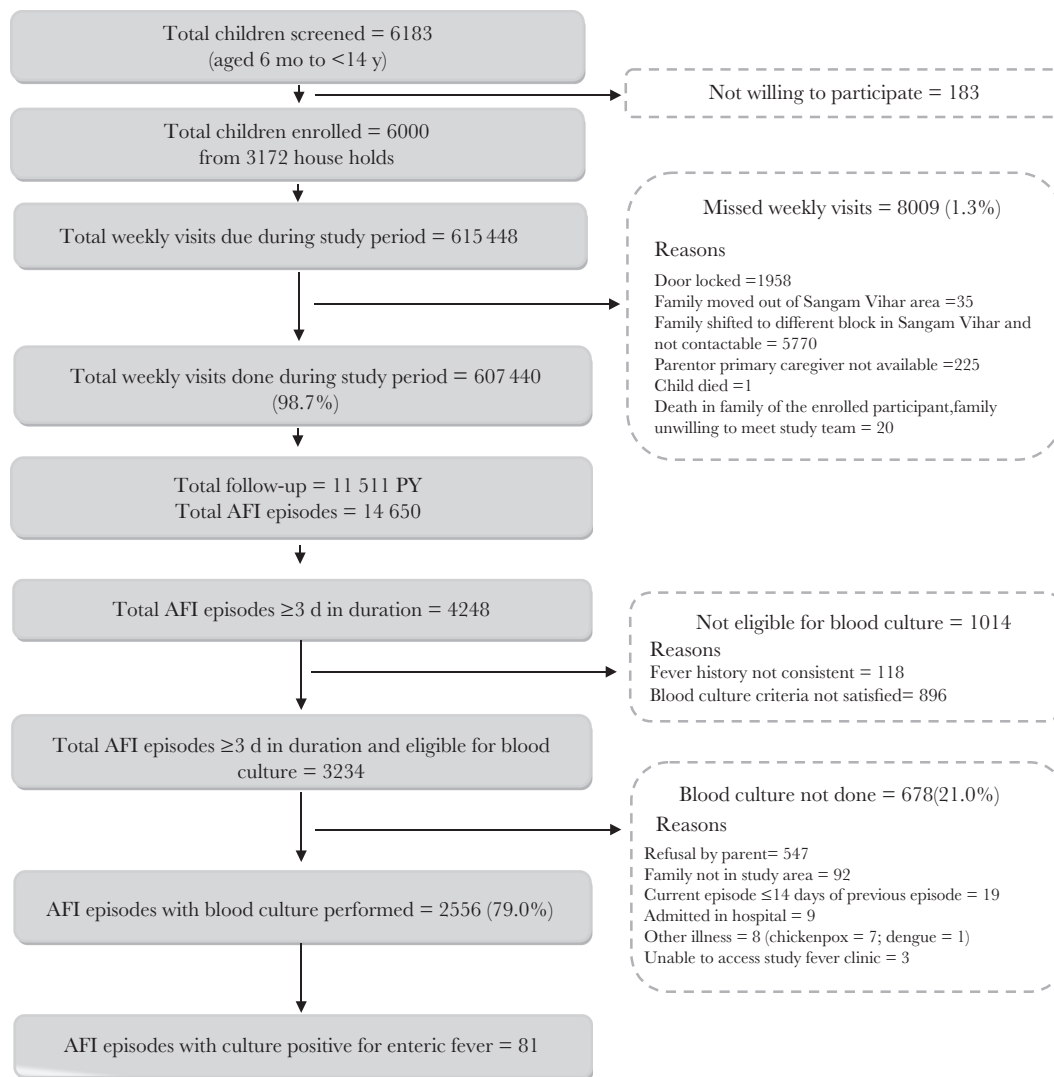 Total children screened = 6183
(aged 6 mo to <14 y)
Not willing to participate = 183
Total children enrolled = 6000
from 3172 house holds
Total weekly visits due during study period = 615 448
Missed weekly visits = 8009 (1.3%)
Reasons
Door locked =1958
Family moved out of Sangam Vihar area =35
Family shifted to different block in Sangam Vihar and
not contactable = 5770
Parentor primary caregiver not available =225
Child died =1
Death in family of the enrolled participant,family
unwilling to meet study team = 20
Total weekly visits done during study period = 607 440
(98.7%)
Total follow-up = 11 511 PY
Total AFI episodes = 14 650
Total AFI episodes ≥3 d in duration = 4248
Not eligible for blood culture = 1014
Reasons
Fever history not consistent = 118
Blood culture criteria not satisfied= 896
Total AFI episodes ≥3 d in duration and eligible for blood
culture = 3234
Blood culture not done = 678(21.0%)
Reasons
Refusal by parent= 547
Family not in study area = 92
Current episode ≤14 days of previous episode = 19
Admitted in hospital = 9
Other illness = 8 (chickenpox = 7; dengue = 1)
Unable to access study fever clinic = 3
AFI episodes with blood culture performed = 2556 (79.0%)
AFI episodes with culture positive for enteric fever = 81